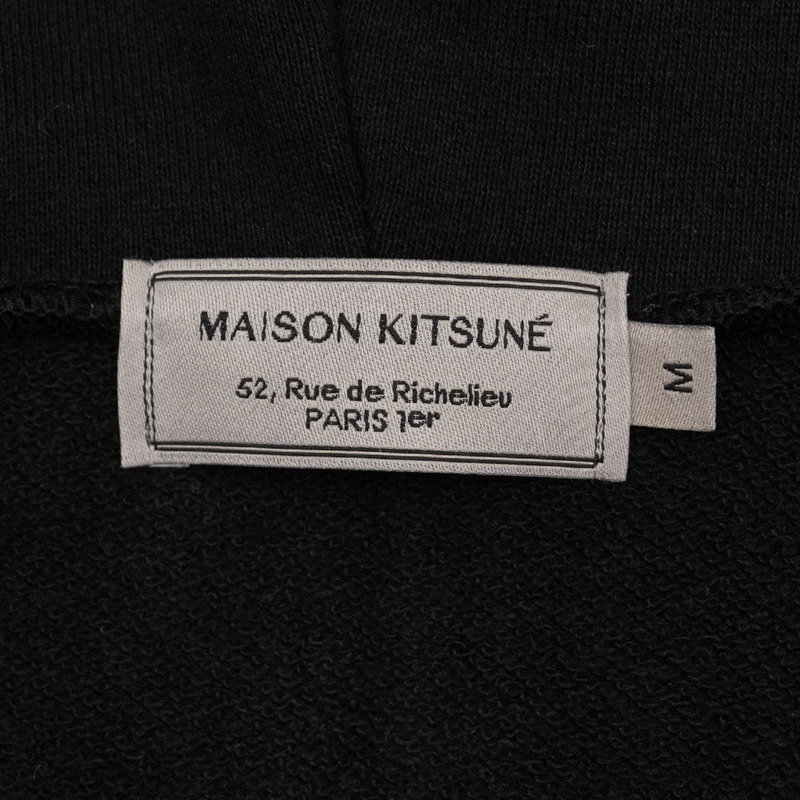 MAISON KITSUNÉ
52, Rue de Richelieu
PARIS 1er
M